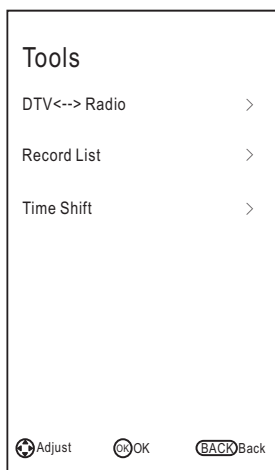 Tools
DTV<--> Radio
Record List
Time Shift
Adjust OK OK BACK Back